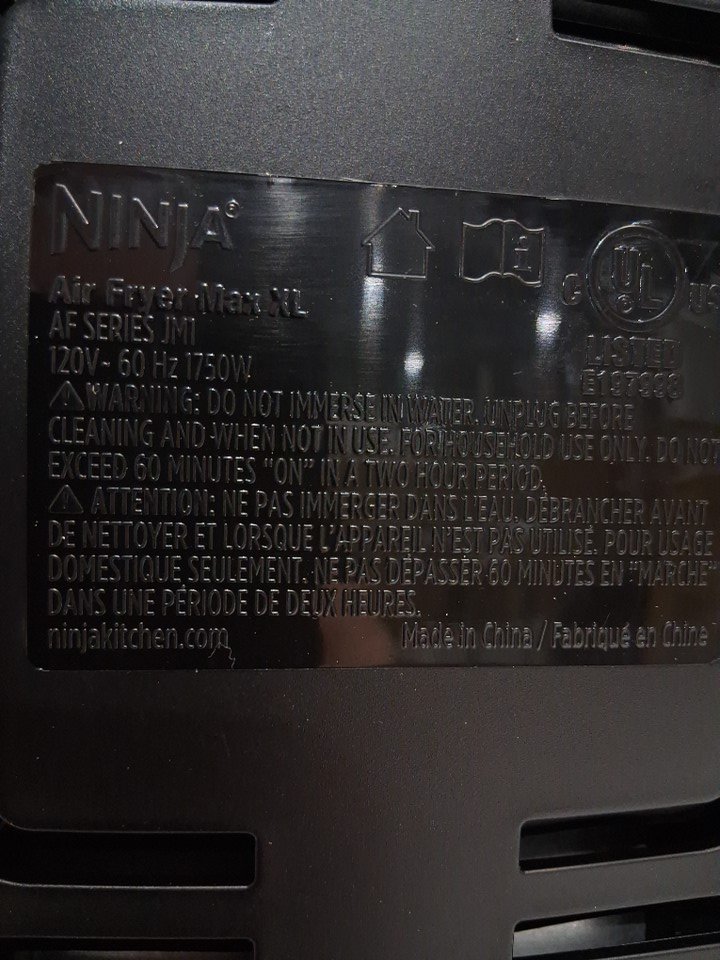 NINJA®
Air Fryer Max XL
AF SERIES JM1
120V~ 60 Hz 1750W
C UL US
LISTED
⚠WARNING: DO NOT IMMERSE IN WATER. UNPLUG BEFORE
CLEANING AND WHEN NOT IN USE. FOR HOUSEHOLD USE ONLY. DO NOT
EXCEED 60 MINUTES "ON" IN A TWO HOUR PERIOD.
⚠ ATTENTION: NE PAS IMMERGER DANS L'EAU. DÉBRANCHER AVANT
DE NETTOYER ET LORSQUE L'APPAREIL N'EST PAS UTILISÉ. POUR USAGE
DOMESTIQUE SEULEMENT. NE PAS DÉPASSER 60 MINUTES EN "MARCHE"
DANS UNE PÉRIODE DE DEUX HEURES.
ninjakitchen.com
Made in China / Fabriqué en Chine